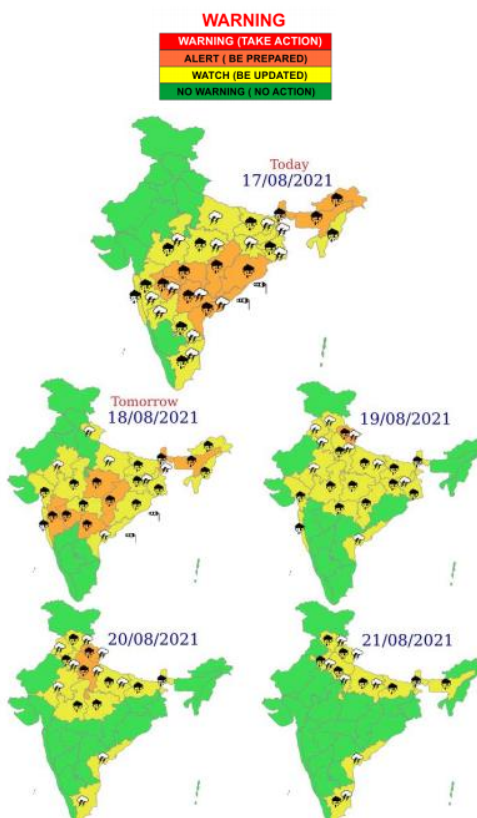 WARNING
WARNING (TAKE ACTION)
ALERT ( BE PREPARED)
WATCH (BE UPDATED)
NO WARNING ( NO ACTION)
Today
17/08/2021
Tomorrow
18/08/2021
19/08/2021
20/08/2021
21/08/2021